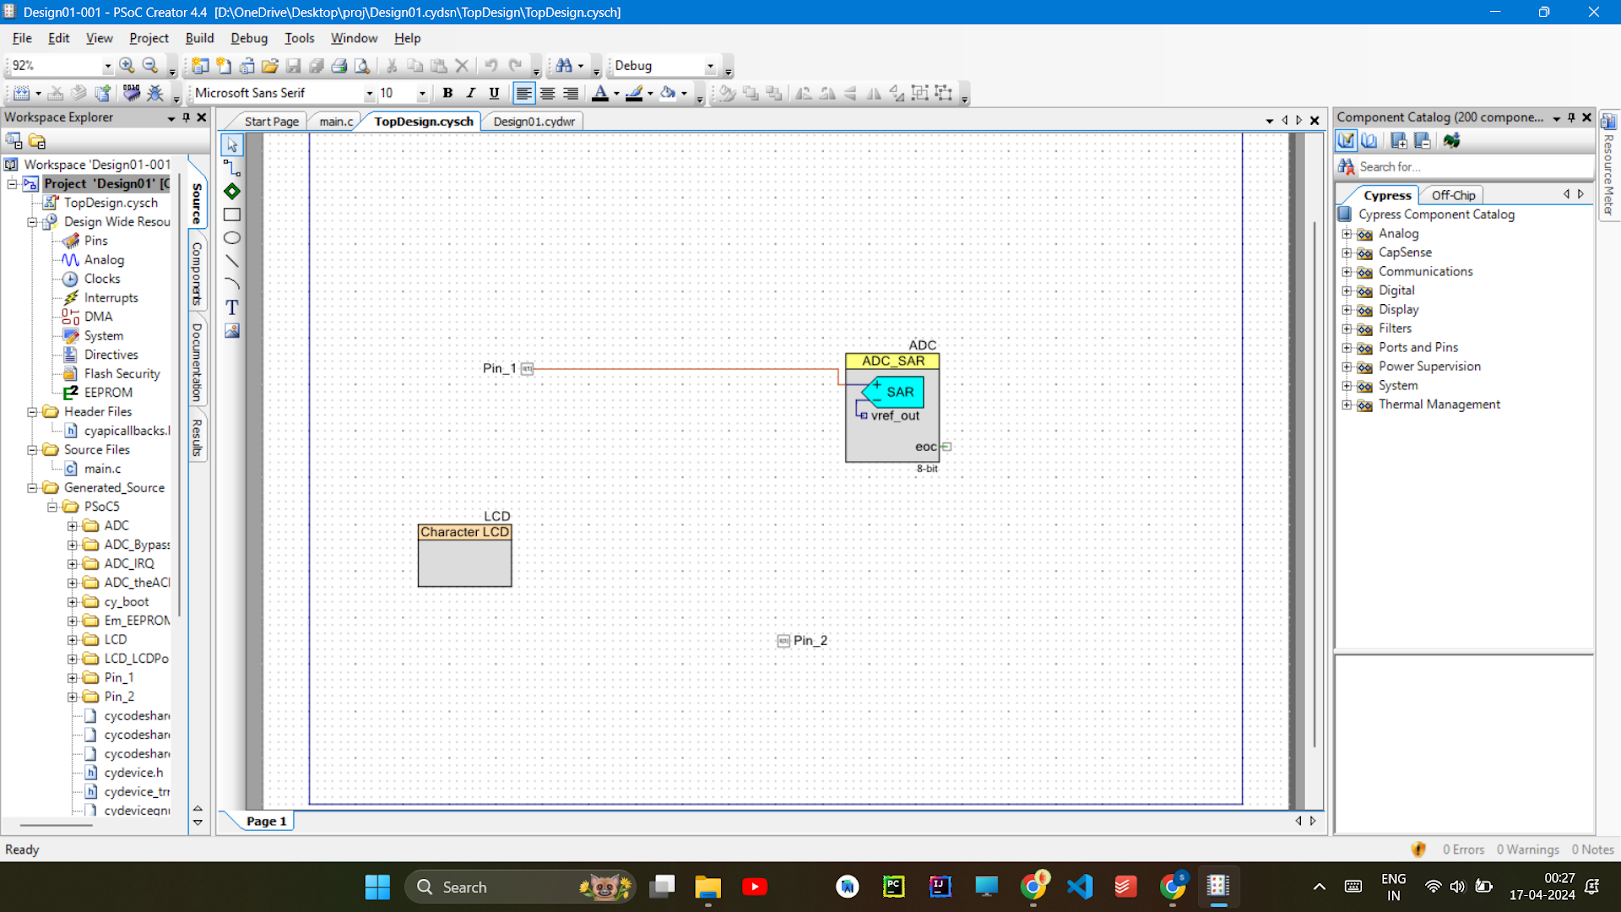 Design01-001 - PSoC Creator 4.4 [D:\OneDrive\Desktop\proj\Design01.cydsn\TopDesign\TopDesign.cysch]
File Edit View Project Build Debug Tools Window Help
92% Debug
Microsoft Sans Serif 10 B I U A
Workspace Explorer
Start Page main.c TopDesign.cysch Design01.cydwr
Component Catalog (200 compone...
Search for...
Cypress Off-Chip
Workspace 'Design01-001'
Project 'Design01' [C
TopDesign.cysch
Design Wide Resou
Pins
Analog
Clocks
Interrupts
DMA
System
Directives
Flash Security
EEPROM
Header Files
cyapicallbacks.l
Source Files
main.c
Generated_Source
PSoC5
ADC
ADC_Bypass
ADC_IRQ
ADC_theACl
cy_boot
Em_EEPROM
LCD
LCD_LCDPo
Pin_1
Pin_2
cycodeshare
cycodeshare
cycodeshare
cydevice.h
cydevice_trr
cydevicegnu
Source
Components
Documentation
Results
T
Pin_1
ADC
ADC_SAR
SAR
vref_out
eoc
8-bit
LCD
Character LCD
Pin_2
Page 1
Cypress Component Catalog
Analog
CapSense
Communications
Digital
Display
Filters
Ports and Pins
Power Supervision
System
Thermal Management
Resource Meter
Ready
0 Errors 0 Warnings 0 Notes
Search
PC
IJ
ENG
IN
00:27
17-04-2024